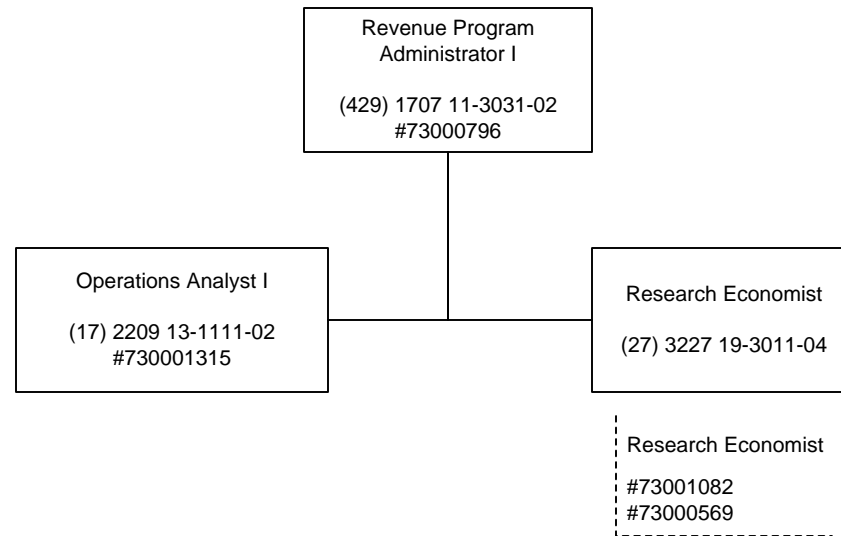 Revenue Program
Administrator I
(429) 1707 11-3031-02
#73000796
Operations Analyst I
(17) 2209 13-1111-02
#730001315
Research Economist
(27) 3227 19-3011-04
Research Economist
#73001082
#73000569